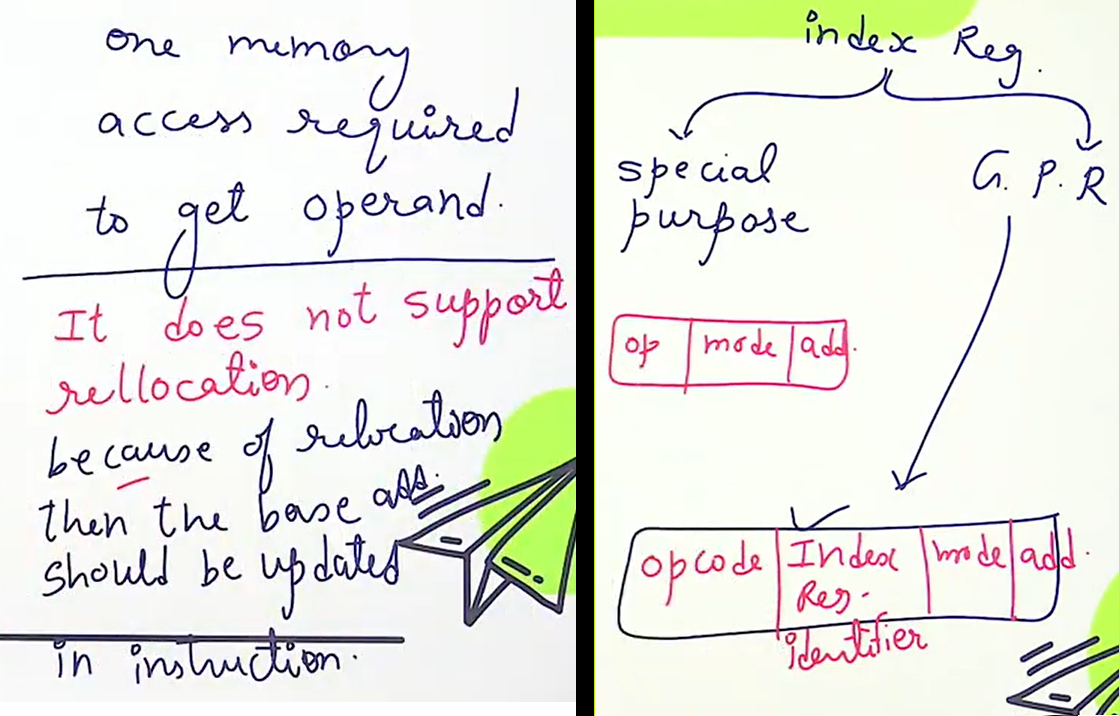 one memory
access required
to get operand.
It does not support
rellocation.
because of relocation
then the base add.
should be updated
in instruction.
index Reg.
special
purpose
G. P. R
op mode add.
opcode Index Reg. identifier mode add.